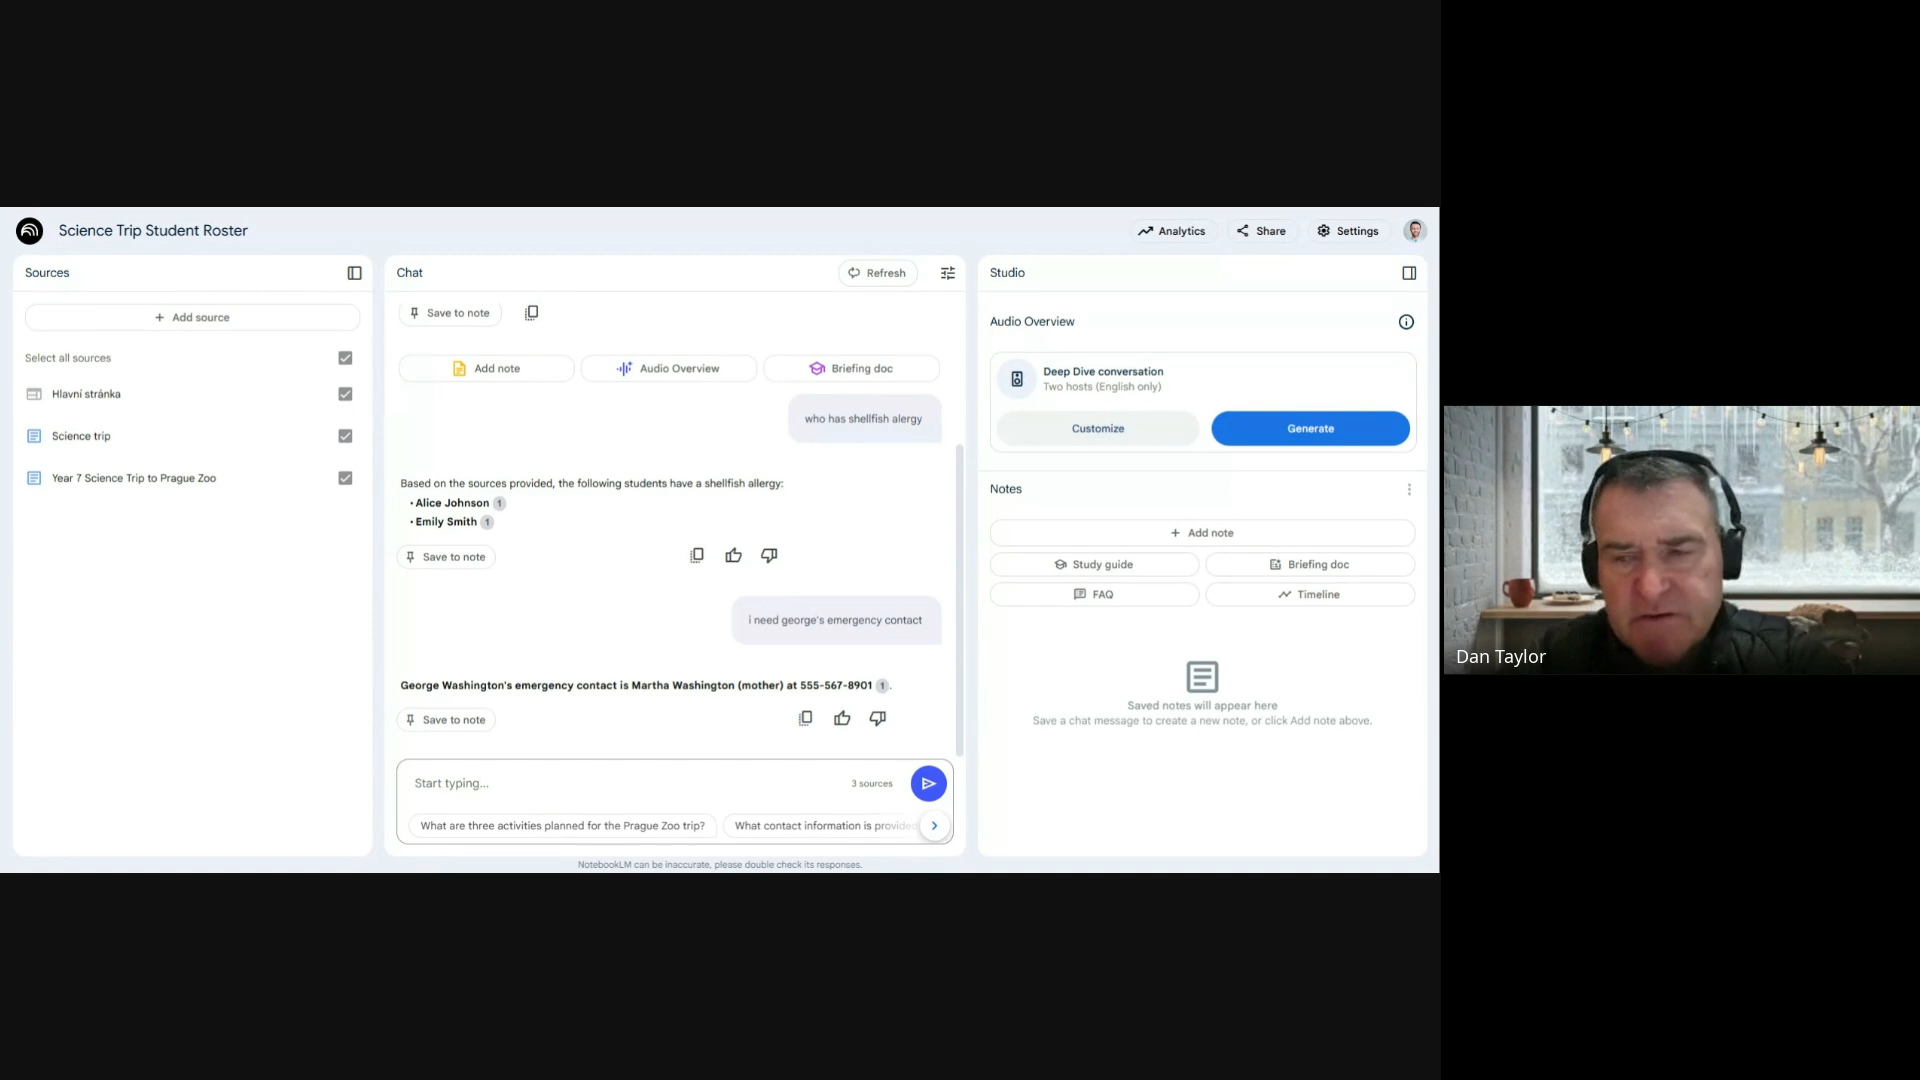 Science Trip Student Roster
Analytics
Share
Settings
Sources
Add source
Select all sources
Hlavní stránka
Science trip
Year 7 Science Trip to Prague Zoo
Chat
Refresh
Save to note
Add note
Audio Overview
Briefing doc
who has shellfish alergy
Based on the sources provided, the following students have a shellfish allergy:
• Alice Johnson 1
• Emily Smith 1
Save to note
i need george's emergency contact
George Washington's emergency contact is Martha Washington (mother) at 555-567-8901 1.
Save to note
Start typing...
3 sources
What are three activities planned for the Prague Zoo trip?
What contact information is provided
NotebookLM can be inaccurate, please double check its responses.
Studio
Audio Overview
Deep Dive conversation
Two hosts (English only)
Customize
Generate
Notes
Add note
Study guide
Briefing doc
FAQ
Timeline
Saved notes will appear here
Save a chat message to create a new note, or click Add note above.
Dan Taylor